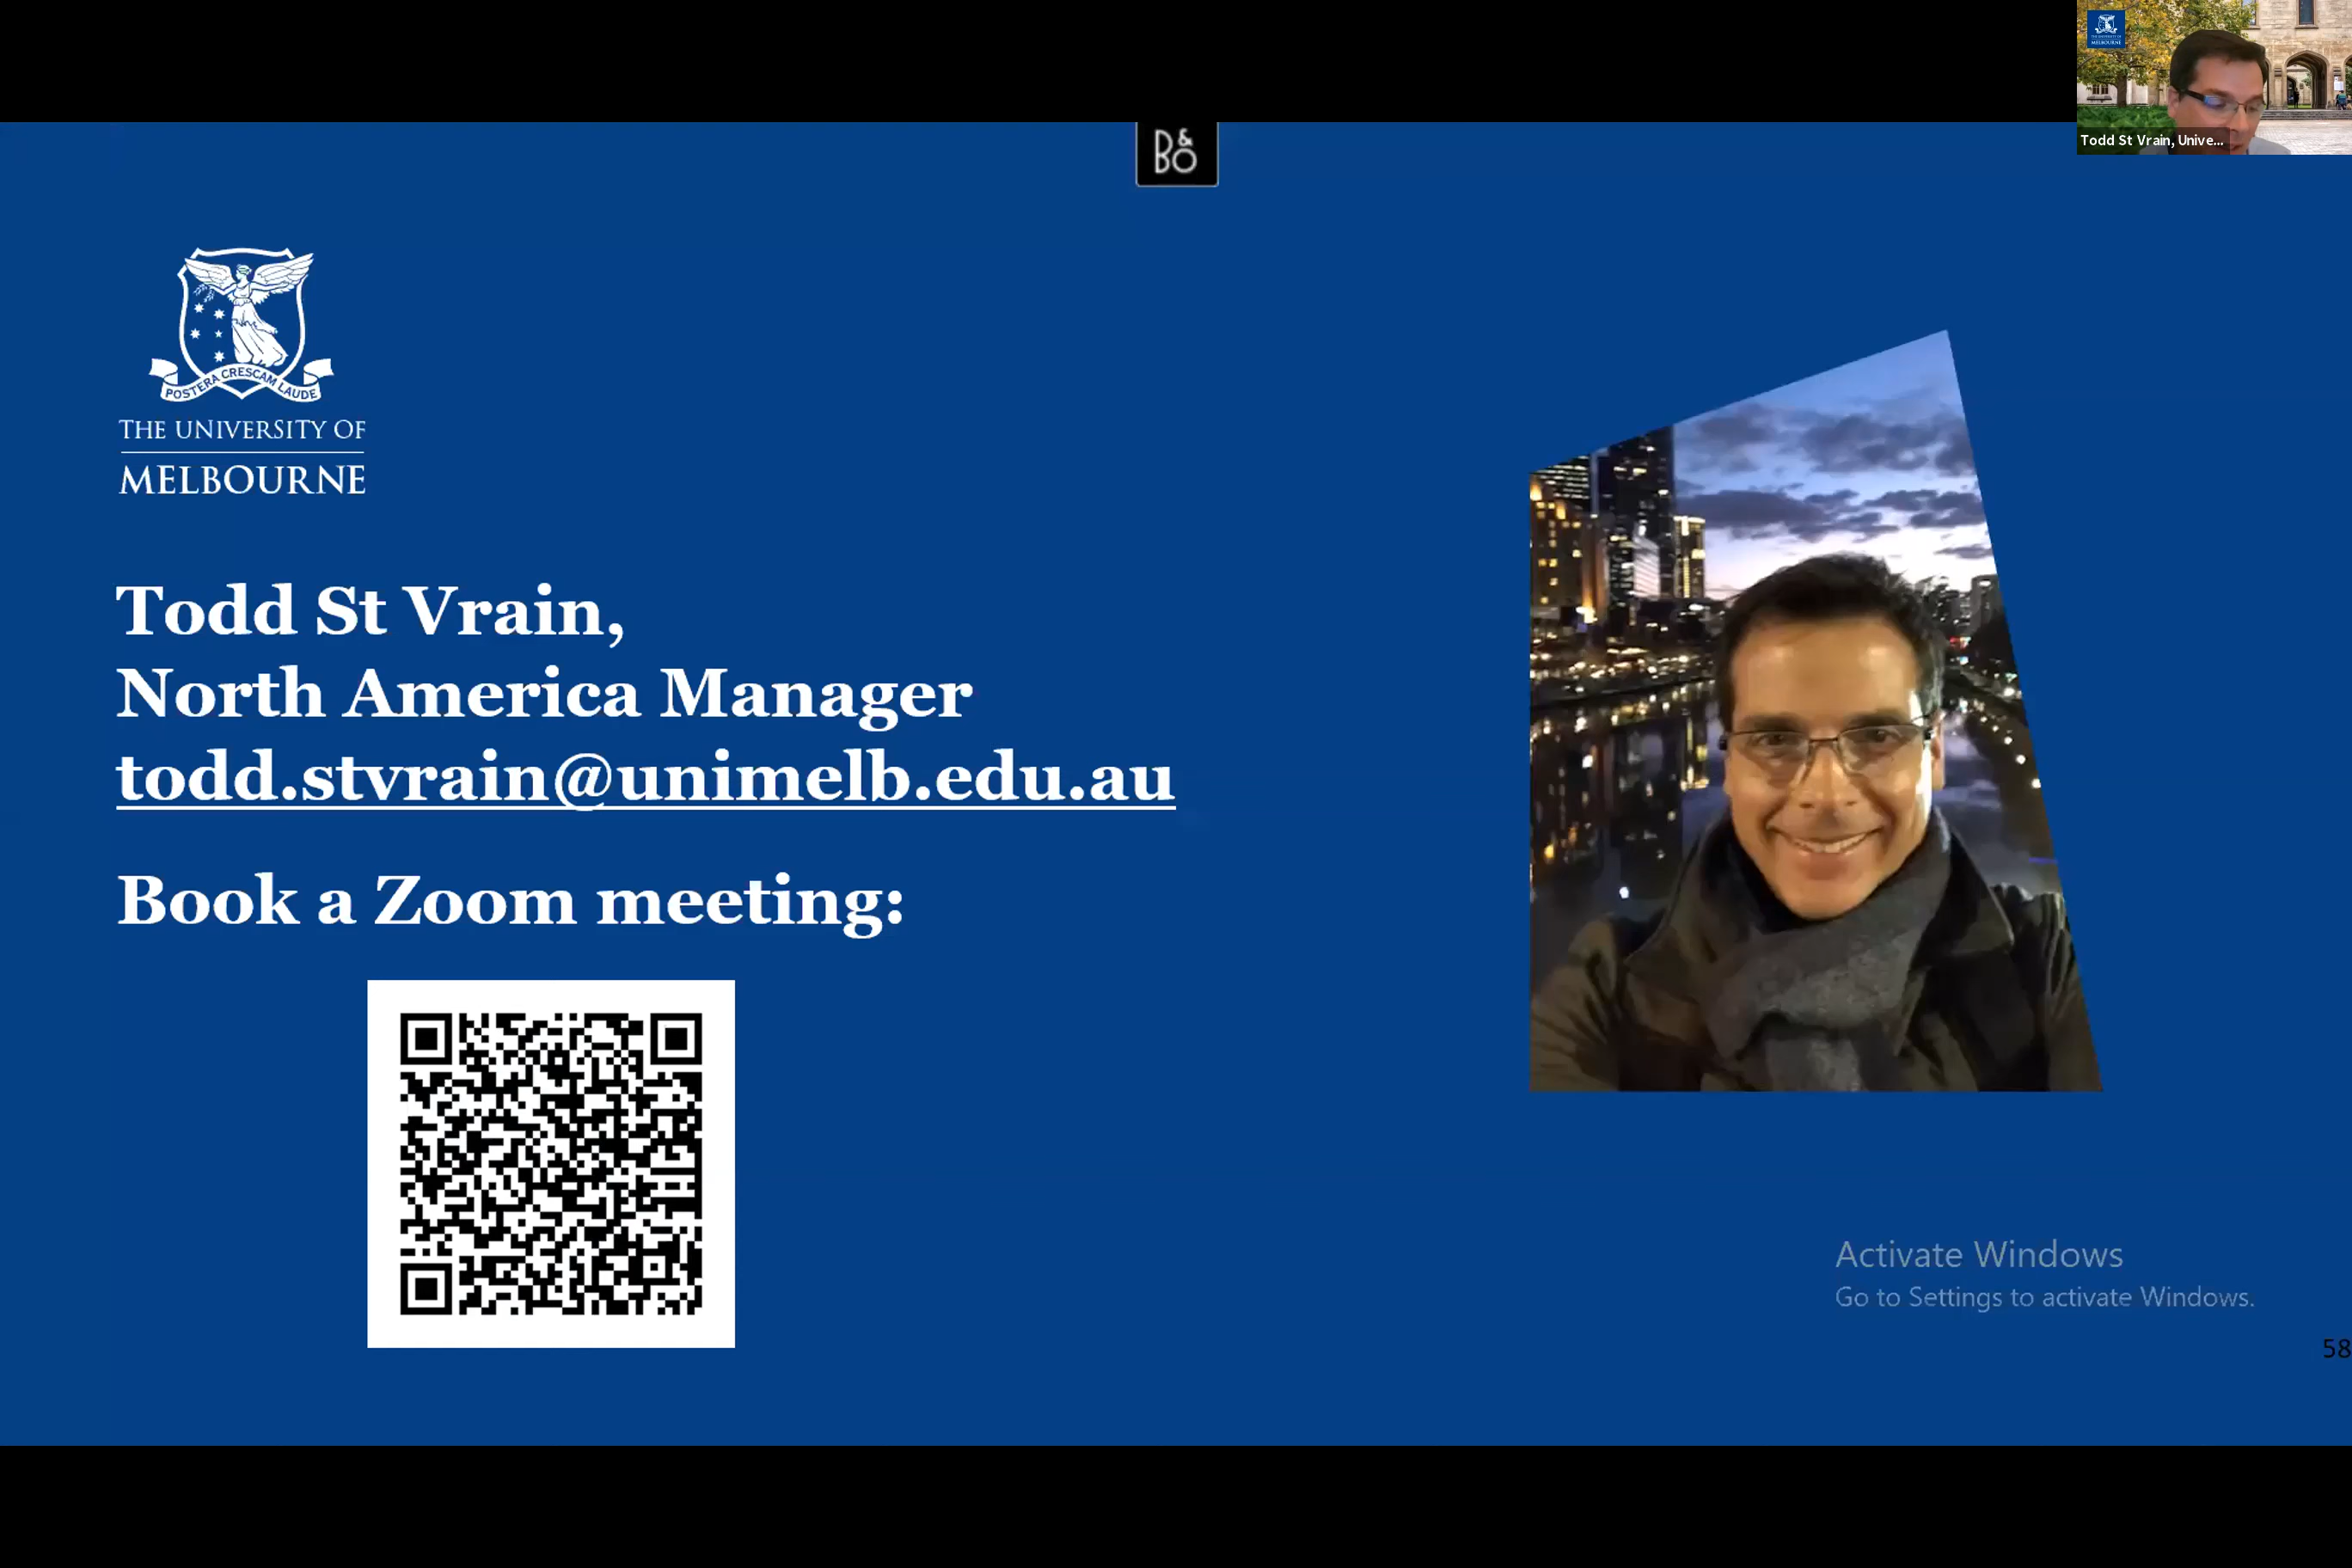 B&O
Todd St Vrain, Unive...
POSTERA CRESCAM LAUDE
THE UNIVERSITY OF
MELBOURNE
Todd St Vrain,
North America Manager
todd.stvrain@unimelb.edu.au
Book a Zoom meeting:
Activate Windows
Go to Settings to activate Windows.
58